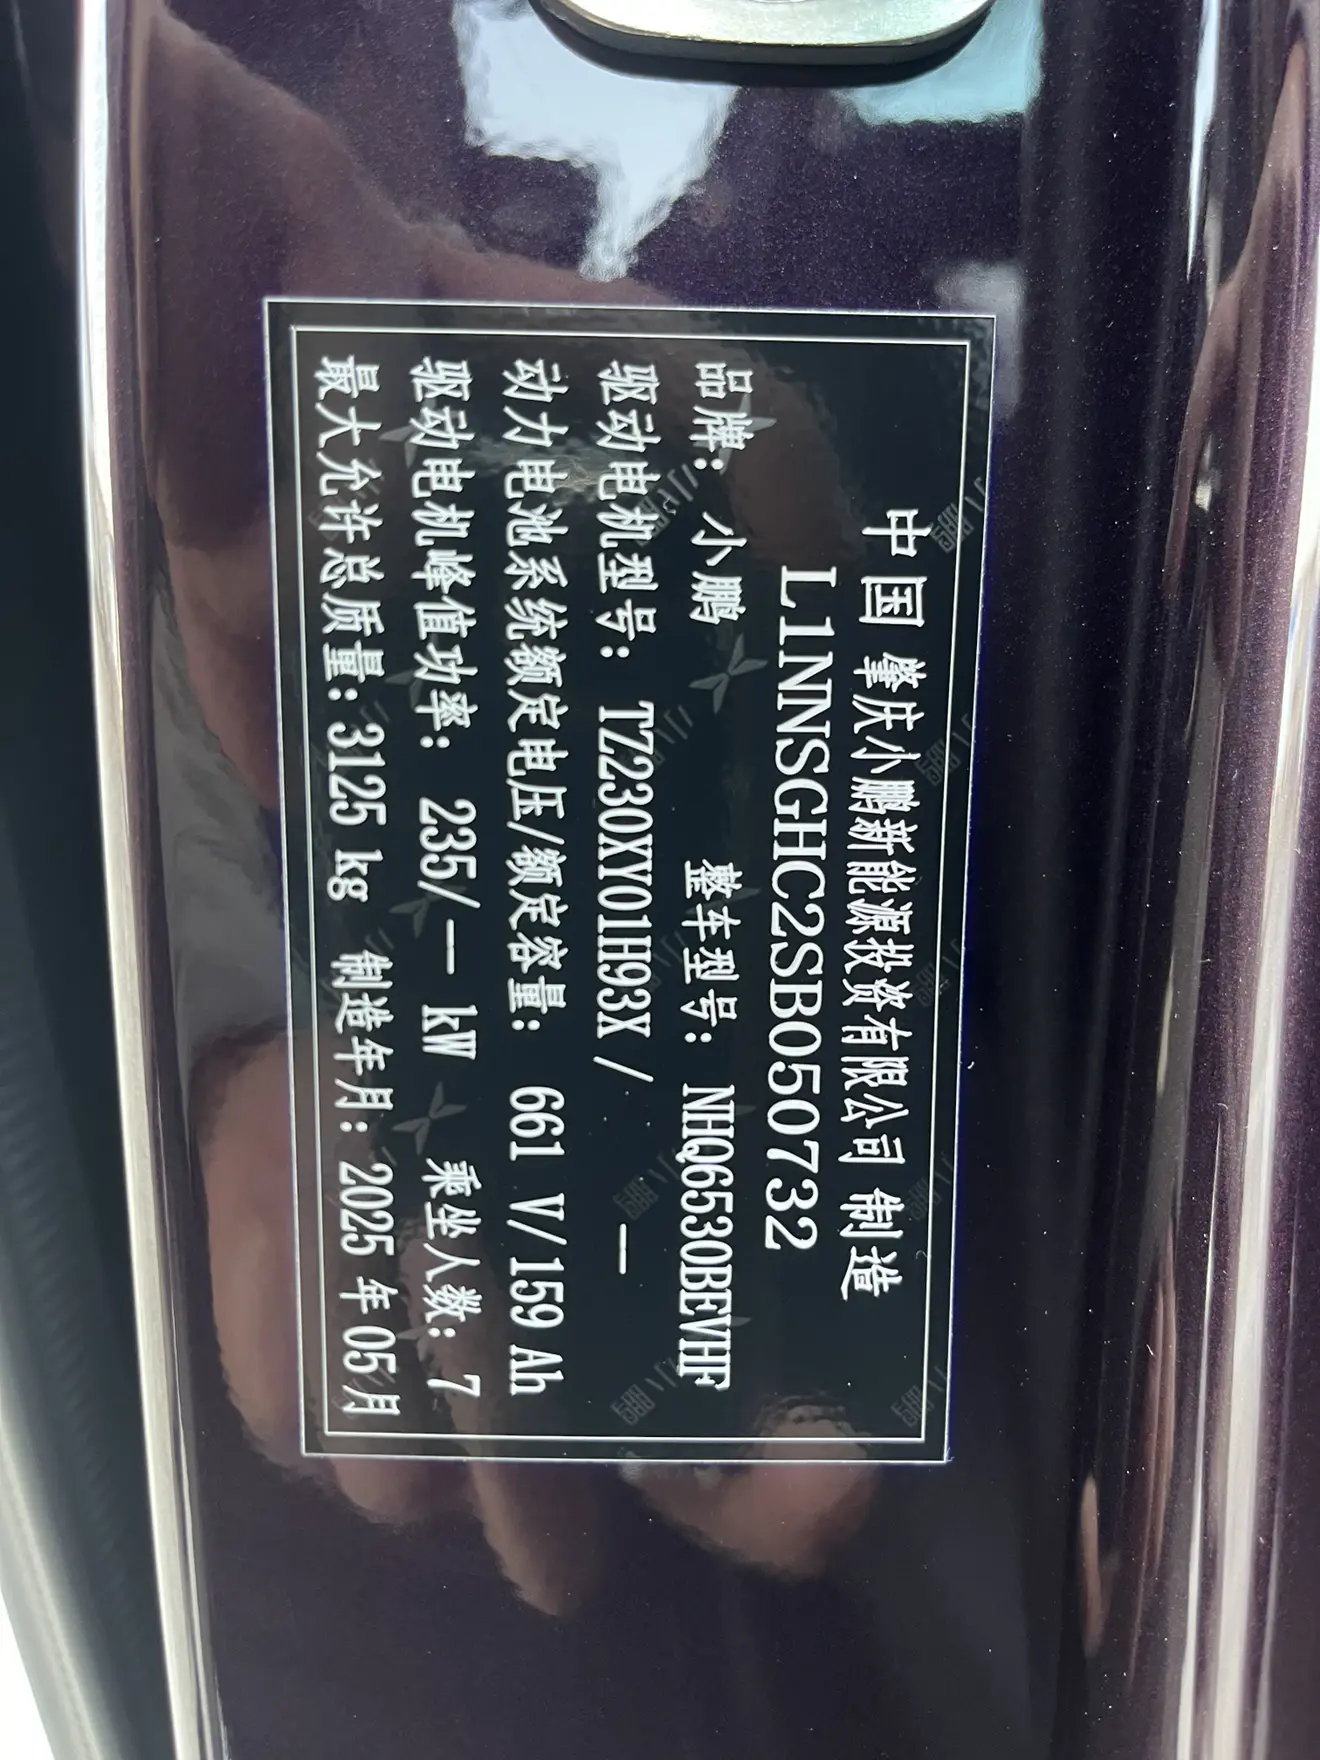 中国 肇庆小鹏新能源投资有限公司 制造
L1NNSGHC2SB050732
品牌：小鹏 整车型号：NHQ6530BEVHF
驱动电机型号：TZ230XY01H93X / —
动力电池系统额定电压/额定容量：661 V/159 Ah
驱动电机峰值功率：235/— kW 乘坐人数：7
最大允许总质量：3125 kg 制造年月：2025 年 05 月